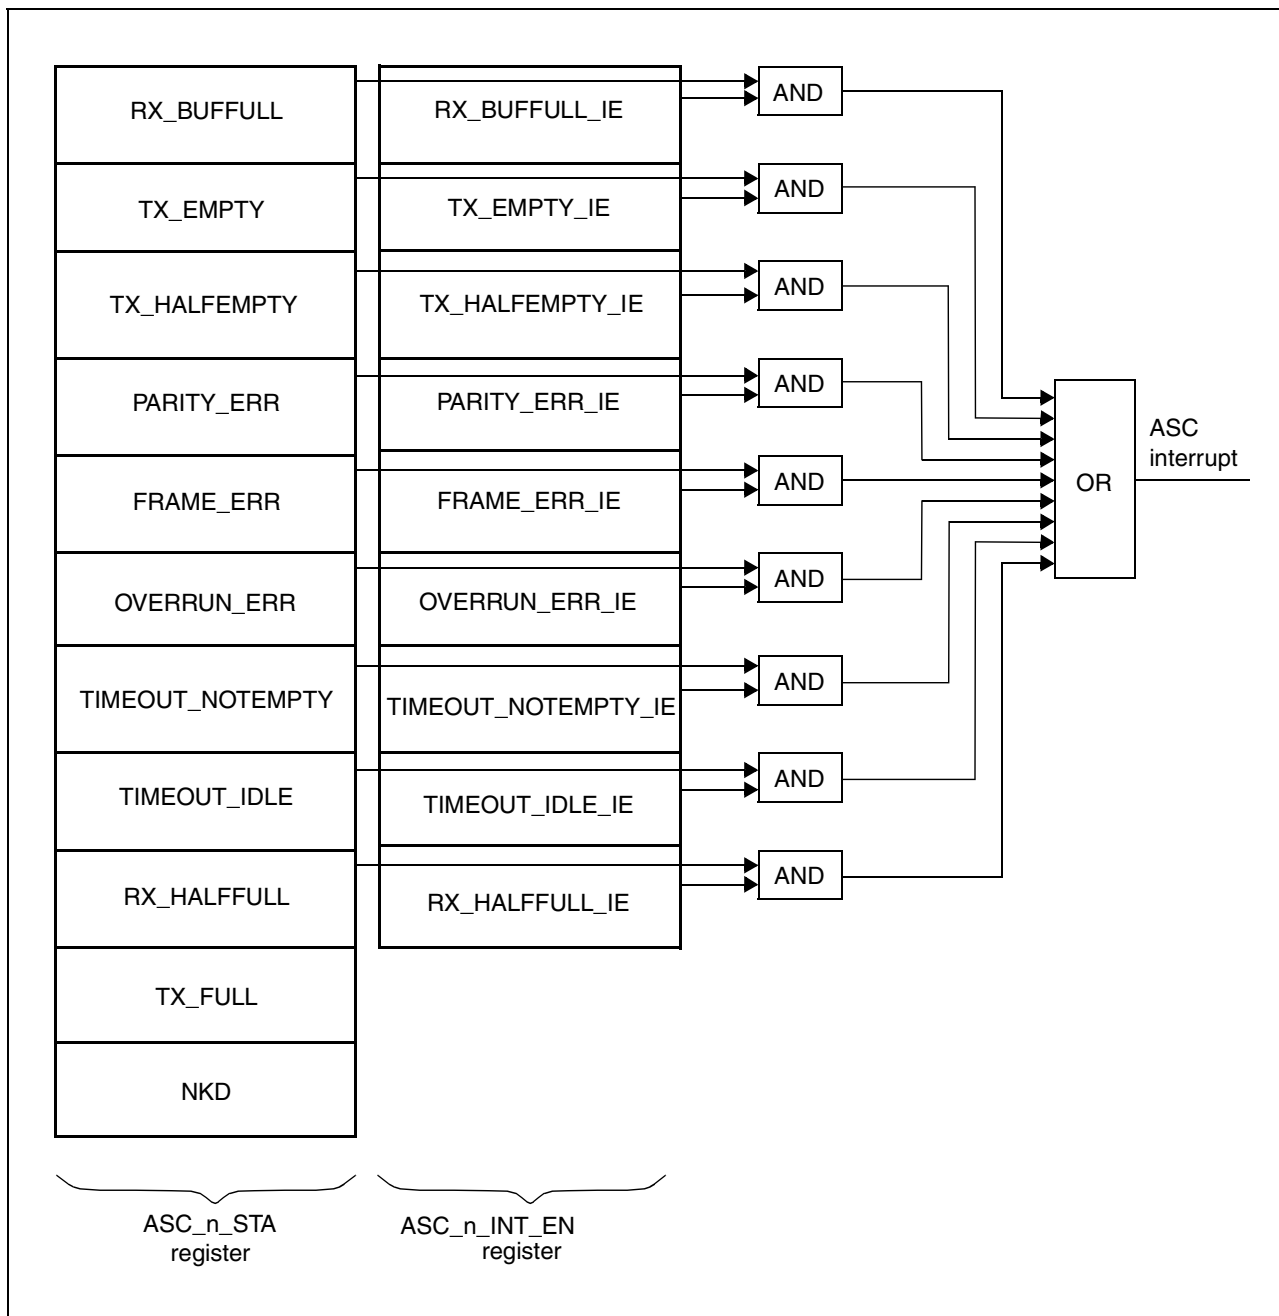 RX_BUFFULL
RX_BUFFULL_IE
AND
TX_EMPTY
TX_EMPTY_IE
AND
TX_HALFEMPTY
TX_HALFEMPTY_IE
AND
PARITY_ERR
PARITY_ERR_IE
AND
FRAME_ERR
FRAME_ERR_IE
AND
OR
ASC
interrupt
OVERRUN_ERR
OVERRUN_ERR_IE
AND
TIMEOUT_NOTEMPTY
TIMEOUT_NOTEMPTY_IE
AND
TIMEOUT_IDLE
TIMEOUT_IDLE_IE
AND
RX_HALFFULL
RX_HALFFULL_IE
AND
TX_FULL
NKD
ASC_n_STA
register
ASC_n_INT_EN
register